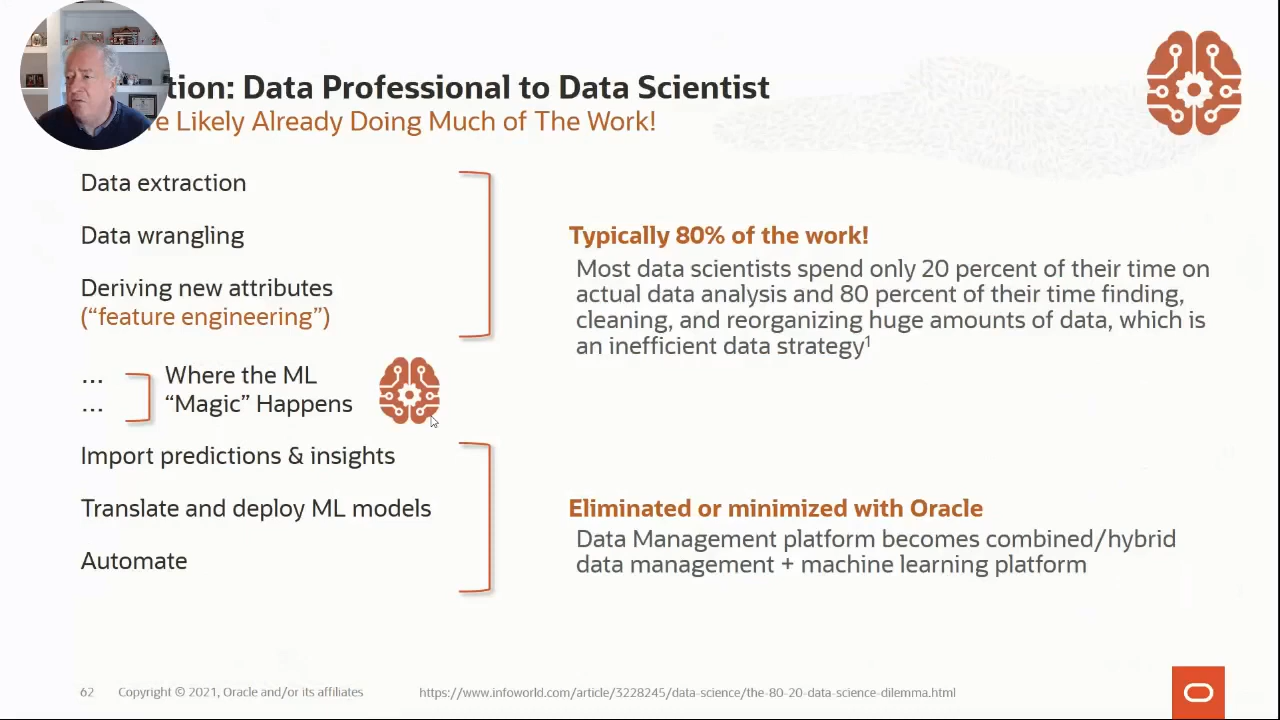 tion: Data Professional to Data Scientist
e Likely Already Doing Much of The Work!
Data extraction
Data wrangling
Deriving new attributes
(“feature engineering”)
Typically 80% of the work!
Most data scientists spend only 20 percent of their time on
actual data analysis and 80 percent of their time finding,
cleaning, and reorganizing huge amounts of data, which is
an inefficient data strategy¹
... Where the ML
... “Magic” Happens
Import predictions & insights
Translate and deploy ML models
Automate
Eliminated or minimized with Oracle
Data Management platform becomes combined/hybrid
data management + machine learning platform
62 Copyright © 2021, Oracle and/or its affiliates https://www.infoworld.com/article/3228245/data-science/the-80-20-data-science-dilemma.html